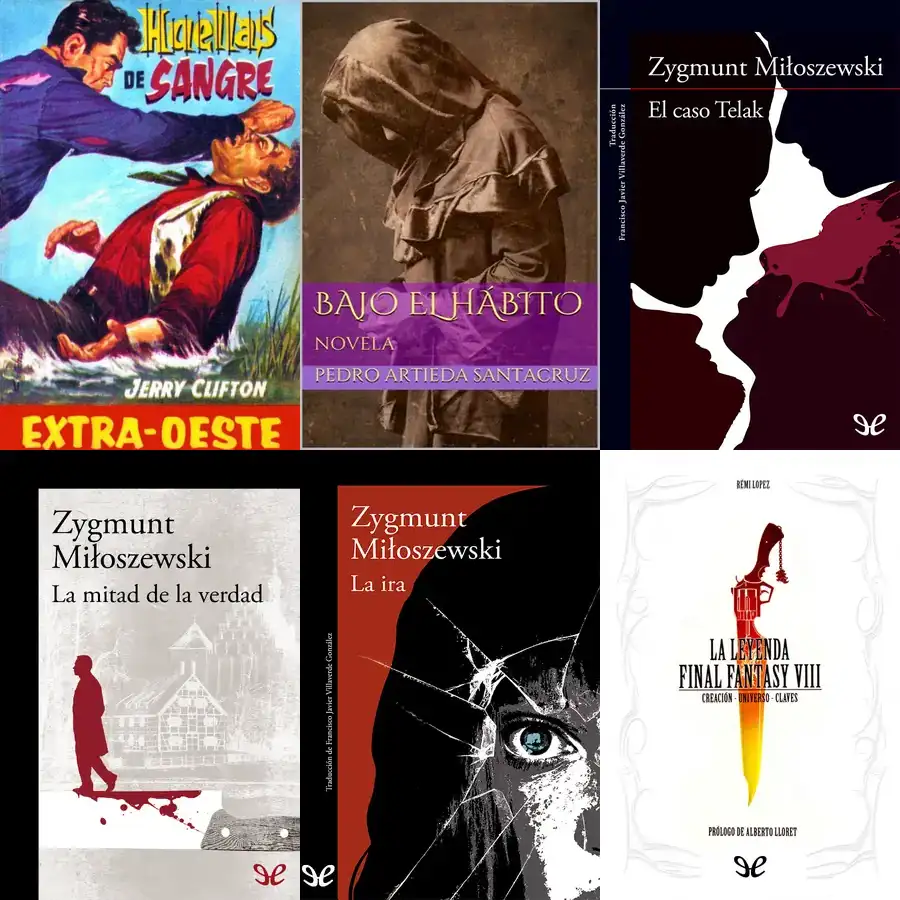 Huellas
DE
SANGRE
JERRY CLIFTON
EXTRA-OESTE
BAJO EL HÁBITO
NOVELA
PEDRO ARTIEDA SANTACRUZ
Zygmunt Miłoszewski
El caso Telak
Traducción
Francisco Javier Villaverde González
Zygmunt
Miłoszewski
La mitad de la verdad
Zygmunt
Miłoszewski
La ira
Traducción de Francisco Javier Villaverde González
RÉMI LOPEZ
LA LEYENDA
FINAL FANTASY VIII
CREACIÓN - UNIVERSO - CLAVES
PRÓLOGO DE ALBERTO LLORET